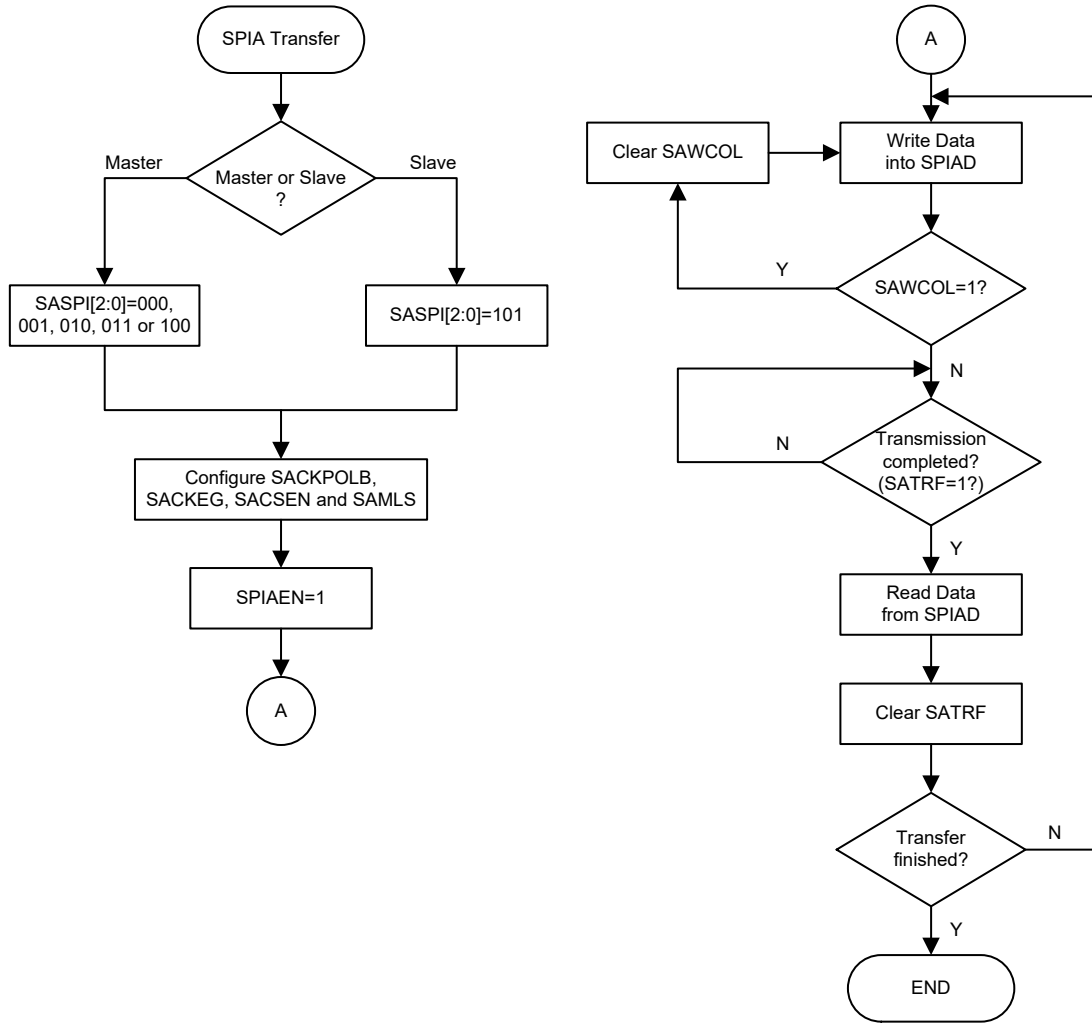 SPIA Transfer
Master or Slave
?
Master
Slave
SASPI[2:0]=000,
001, 010, 011 or 100
SASPI[2:0]=101
Configure SACKPOLB,
SACKEG, SACSEN and SAMLS
SPIAEN=1
A
A
Write Data
into SPIAD
Clear SAWCOL
SAWCOL=1?
Y
N
Transmission
completed?
(SATRF=1?)
N
Y
Read Data
from SPIAD
Clear SATRF
Transfer
finished?
N
Y
END